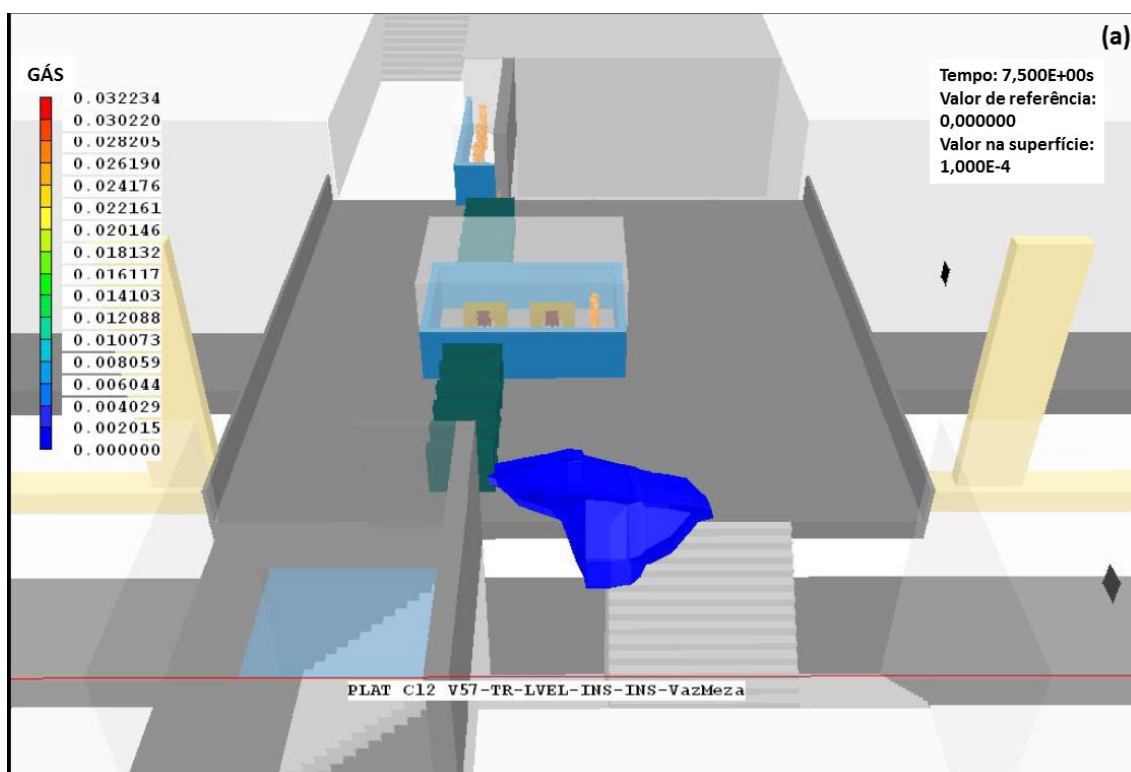 (a)
GÁS
0.032234
0.030220
0.028205
0.026190
0.024176
0.022161
0.020146
0.018132
0.016117
0.014103
0.012088
0.010073
0.008059
0.006044
0.004029
0.002015
0.000000
Tempo: 7,500E+00s
Valor de referência:
0,000000
Valor na superfície:
1,000E-4
PLAT C12 V57-TR-LVEL-INS-INS-VazMeza